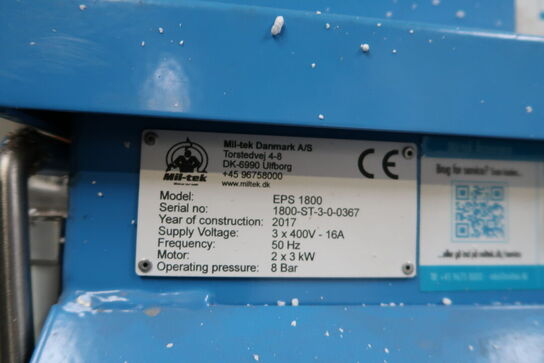 Mil-tek Danmark A/S
Torstedvej 4-8
DK-6990 Ulfborg
+45 96758000
www.miltek.dk
Mil-tek
CE
Model: EPS 1800
Serial no: 1800-ST-3-0-0367
Year of construction: 2017
Supply Voltage: 3 x 400V - 16A
Frequency: 50 Hz
Motor: 2 x 3 kW
Operating pressure: 8 Bar
Brug for service?